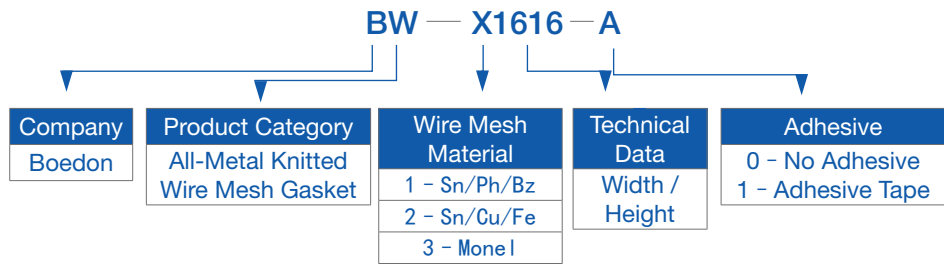 BW — X1616 — A
Company
Boedon
Product Category
All-Metal Knitted
Wire Mesh Gasket
Wire Mesh
Material
1 - Sn/Ph/Bz
2 - Sn/Cu/Fe
3 - Monel
Technical
Data
Width /
Height
Adhesive
0 - No Adhesive
1 - Adhesive Tape